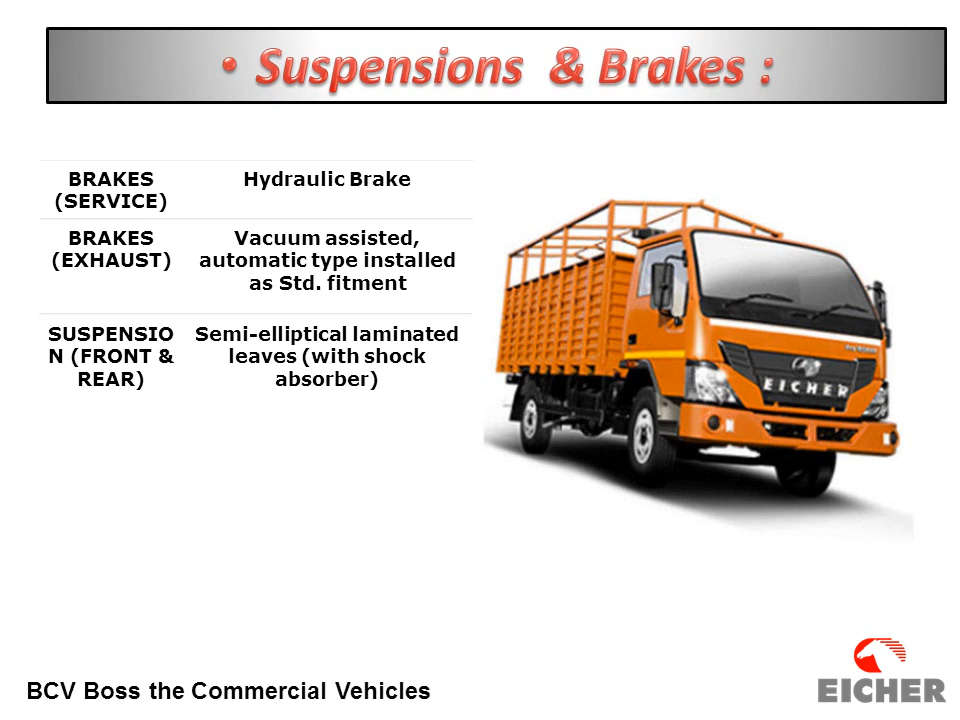 • Suspensions & Brakes :
BRAKES
(SERVICE)
Hydraulic Brake
BRAKES
(EXHAUST)
Vacuum assisted,
automatic type installed
as Std. fitment
SUSPENSIO
N (FRONT &
REAR)
Semi-elliptical laminated
leaves (with shock
absorber)
EICHER
BCV Boss the Commercial Vehicles
EICHER